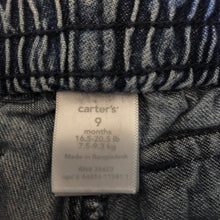 carter's®
9
months
16.5-20.5 lb
7.5-9.3 kg
Made in Bangladesh